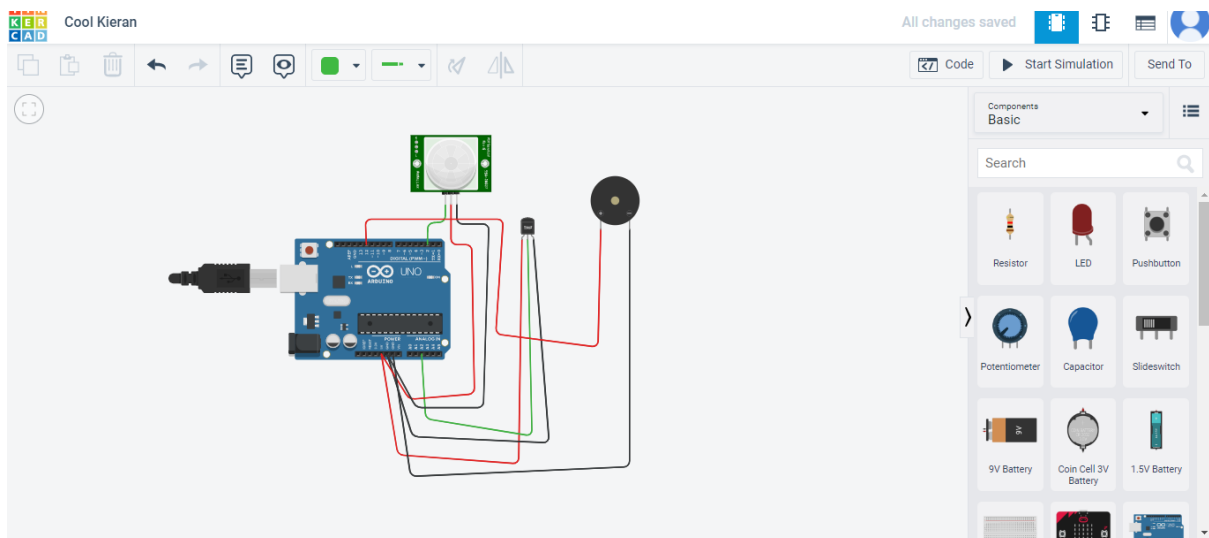 TIN
KER
CAD
Cool Kieran
All changes saved
Code
Start Simulation
Send To
Components
Basic
Search
Resistor
LED
Pushbutton
Potentiometer
Capacitor
Slideswitch
9V Battery
Coin Cell 3V
Battery
1.5V Battery
DIGITAL (PWM~)
UNO
ARDUINO
POWER
ANALOG IN
TMP
9V